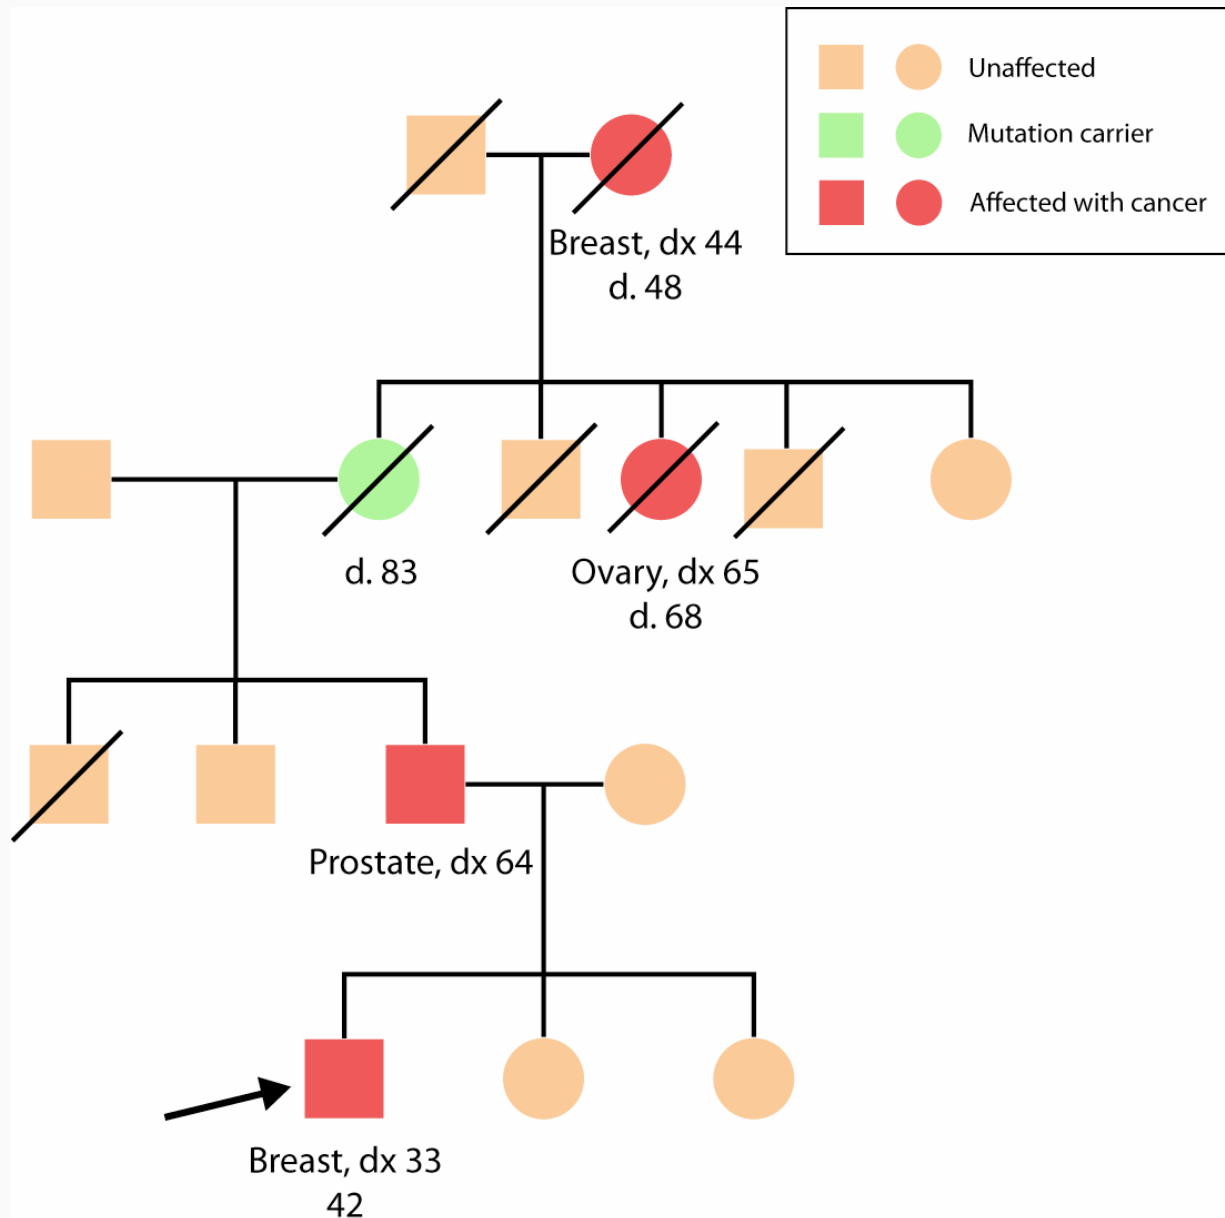 Unaffected
Mutation carrier
Affected with cancer
Breast, dx 44
d. 48
d. 83
Ovary, dx 65
d. 68
Prostate, dx 64
Breast, dx 33
42